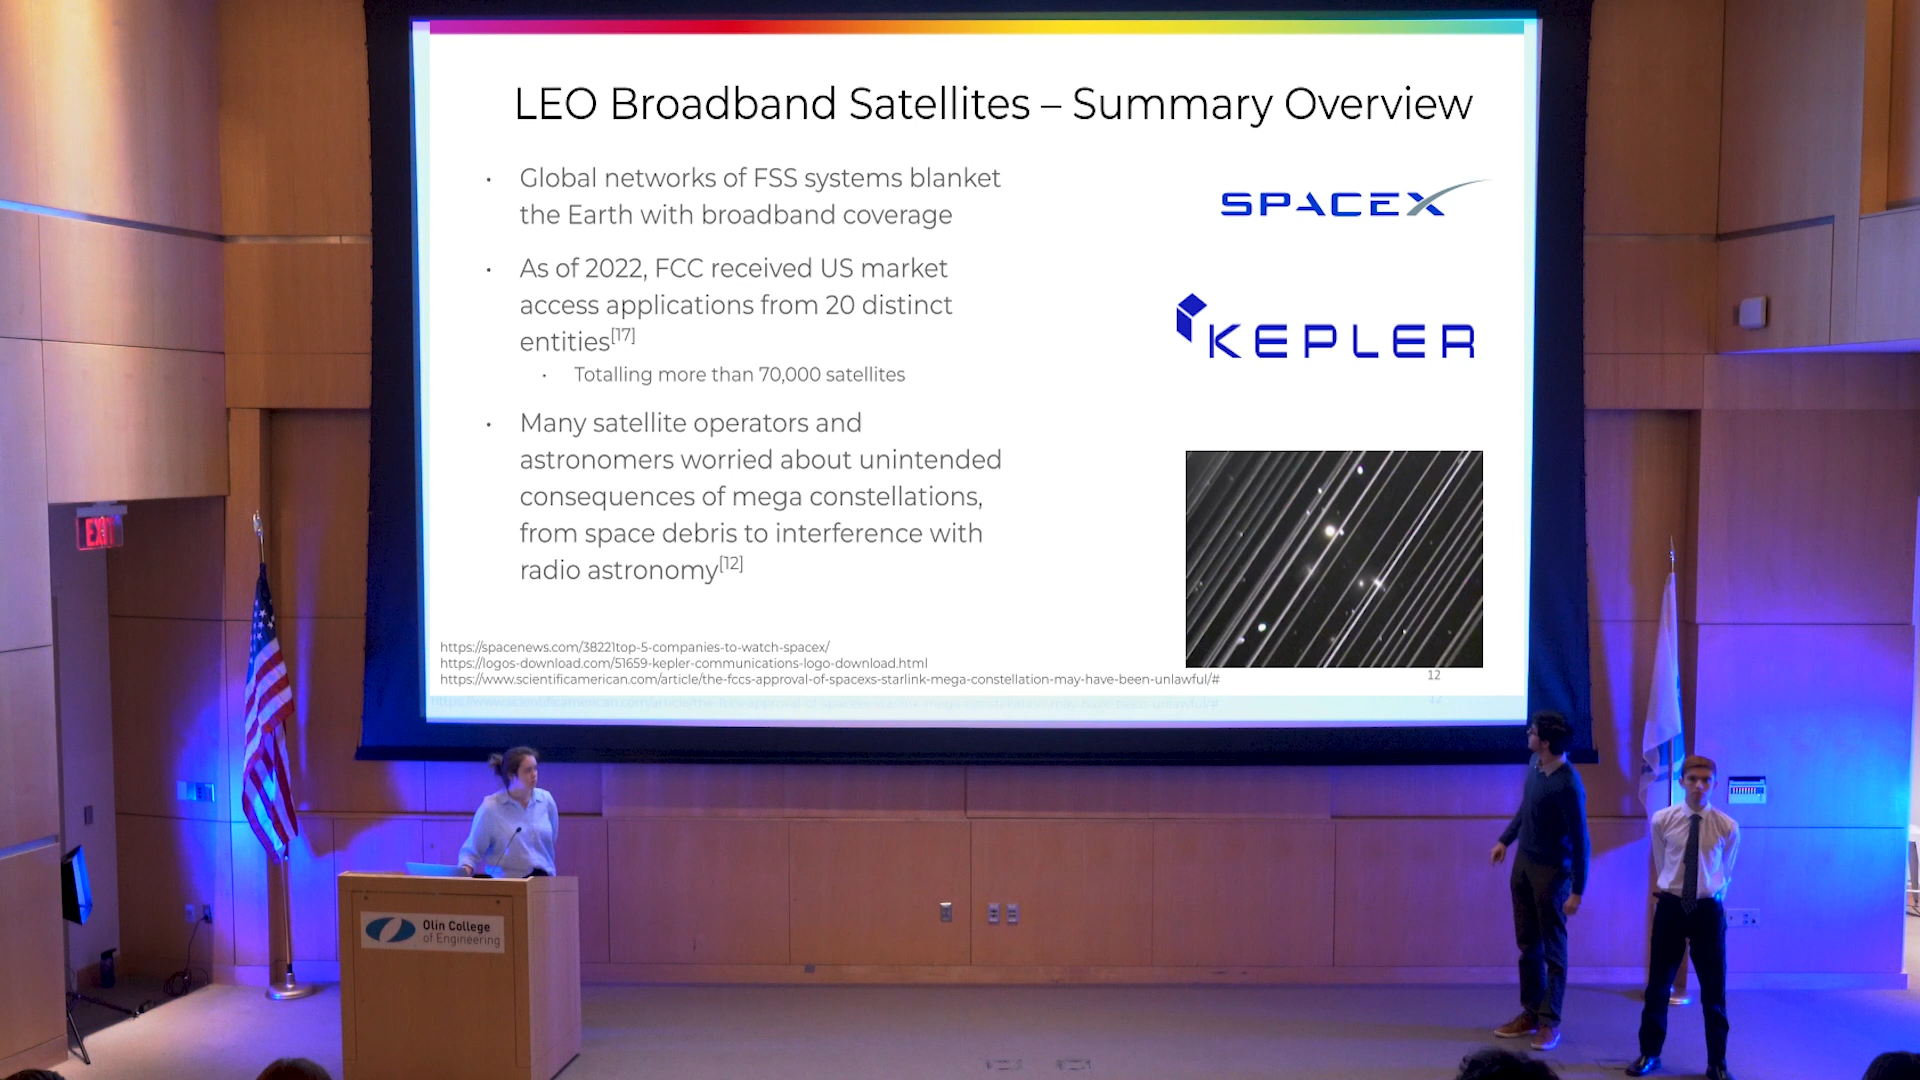 LEO Broadband Satellites – Summary Overview
• Global networks of FSS systems blanket
the Earth with broadband coverage
• As of 2022, FCC received US market
access applications from 20 distinct
entities[17]
• Totalling more than 70,000 satellites
• Many satellite operators and
astronomers worried about unintended
consequences of mega constellations,
from space debris to interference with
radio astronomy[12]
SPACEX
KEPLER
https://spacenews.com/38221top-5-companies-to-watch-spacex/
https://logos-download.com/51659-kepler-communications-logo-download.html
https://www.scientificamerican.com/article/the-fccs-approval-of-spacexs-starlink-mega-constellation-may-have-been-unlawful/#
12
EXIT
Olin College
of Engineering